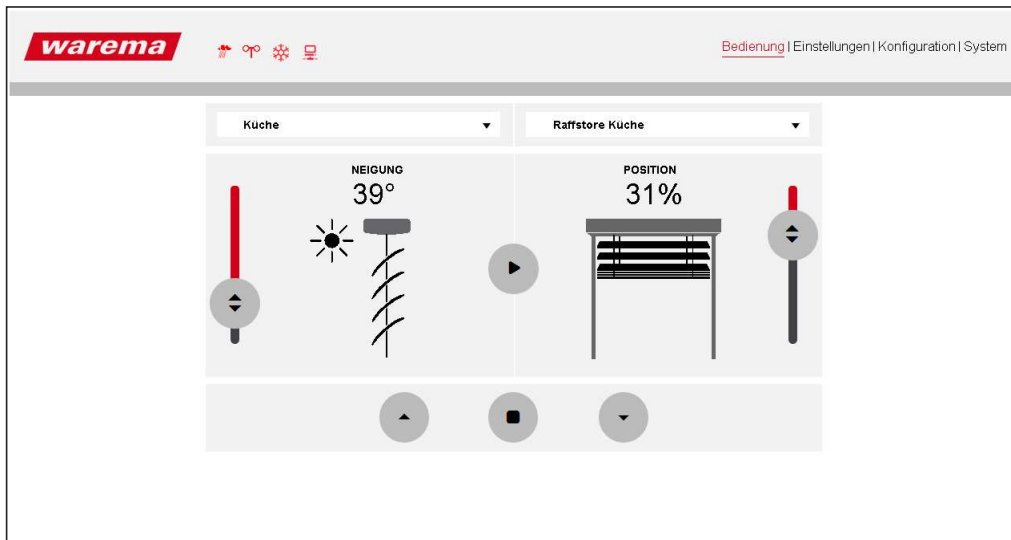 warema
Bedienung | Einstellungen | Konfiguration | System
Küche
Raffstore Küche
NEIGUNG
39°
POSITION
31%